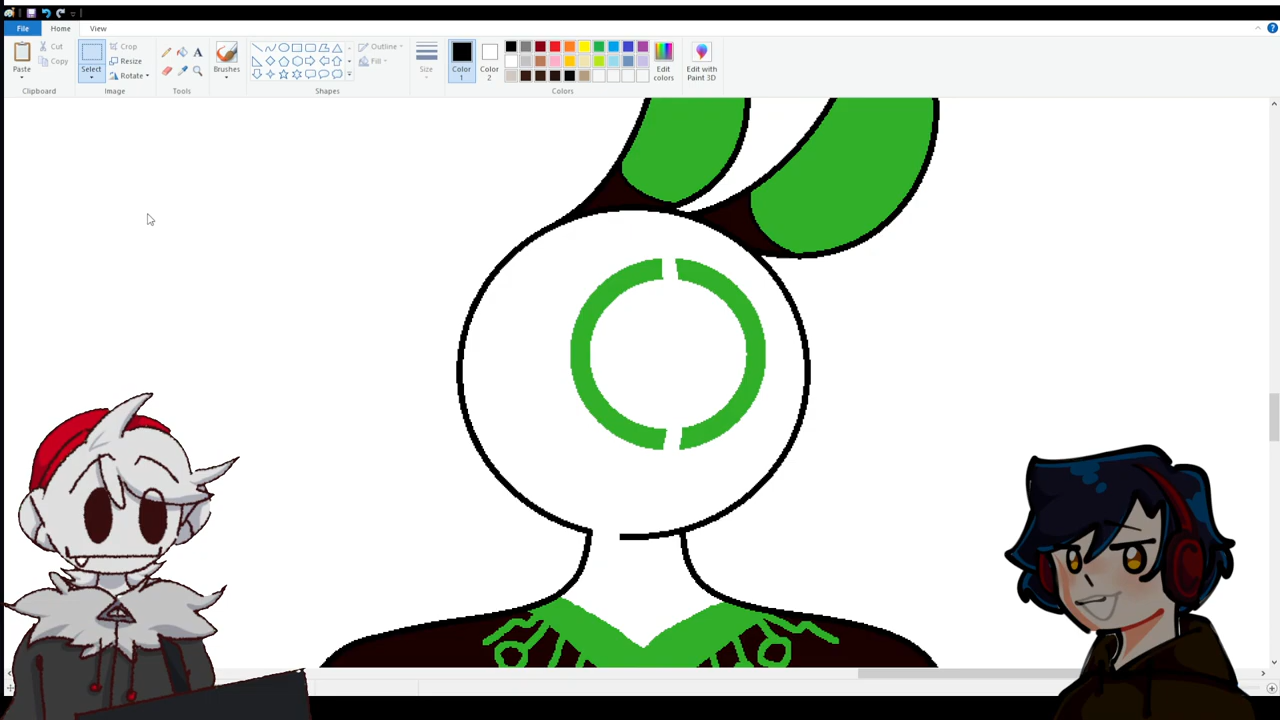 File Home View
Cut Crop Outline
Copy Resize Fill
Paste Select Rotate Brushes Size Color 1 Color 2 Edit colors Edit with Paint 3D
Clipboard Image Tools Shapes Colors
A